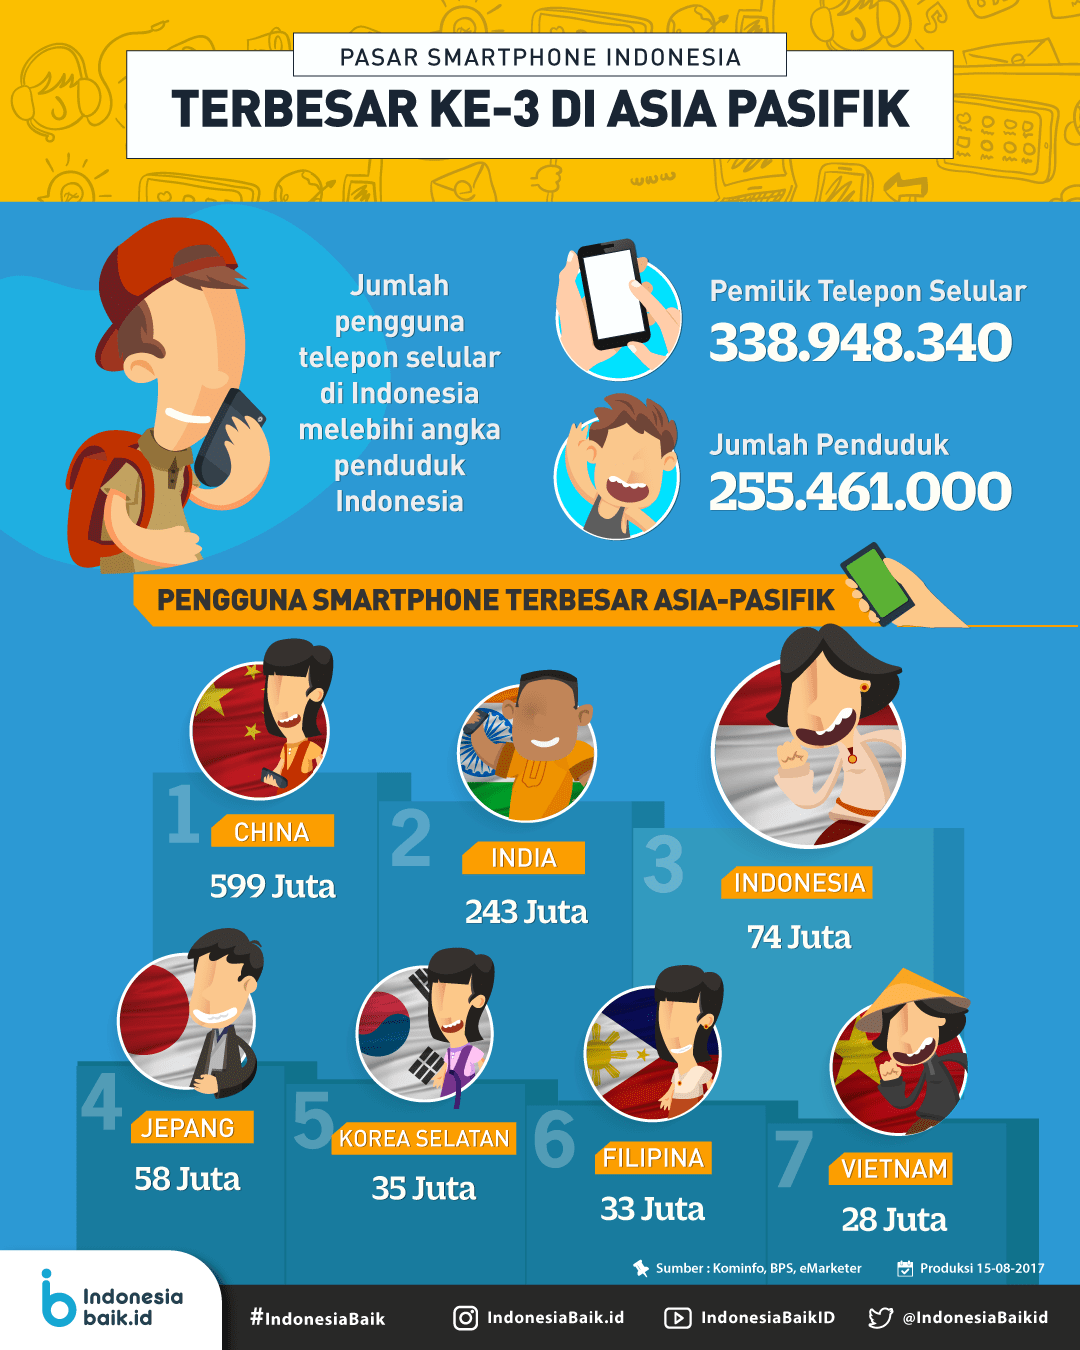 PASAR SMARTPHONE INDONESIA
TERBESAR KE-3 DI ASIA PASIFIK
Jumlah
pengguna
telepon selular
di Indonesia
melebihi angka
penduduk
Indonesia
Pemilik Telepon Selular
338.948.340
Jumlah Penduduk
255.461.000
PENGGUNA SMARTPHONE TERBESAR ASIA-PASIFIK
1
CHINA
599 Juta
2
INDIA
243 Juta
3
INDONESIA
74 Juta
4
JEPANG
58 Juta
5
KOREA SELATAN
35 Juta
6
FILIPINA
33 Juta
7
VIETNAM
28 Juta
Sumber : Kominfo, BPS, eMarketer
Produksi 15-08-2017
Indonesia
baik.id
#IndonesiaBaik
IndonesiaBaik.id
IndonesiaBaikID
@IndonesiaBaikid